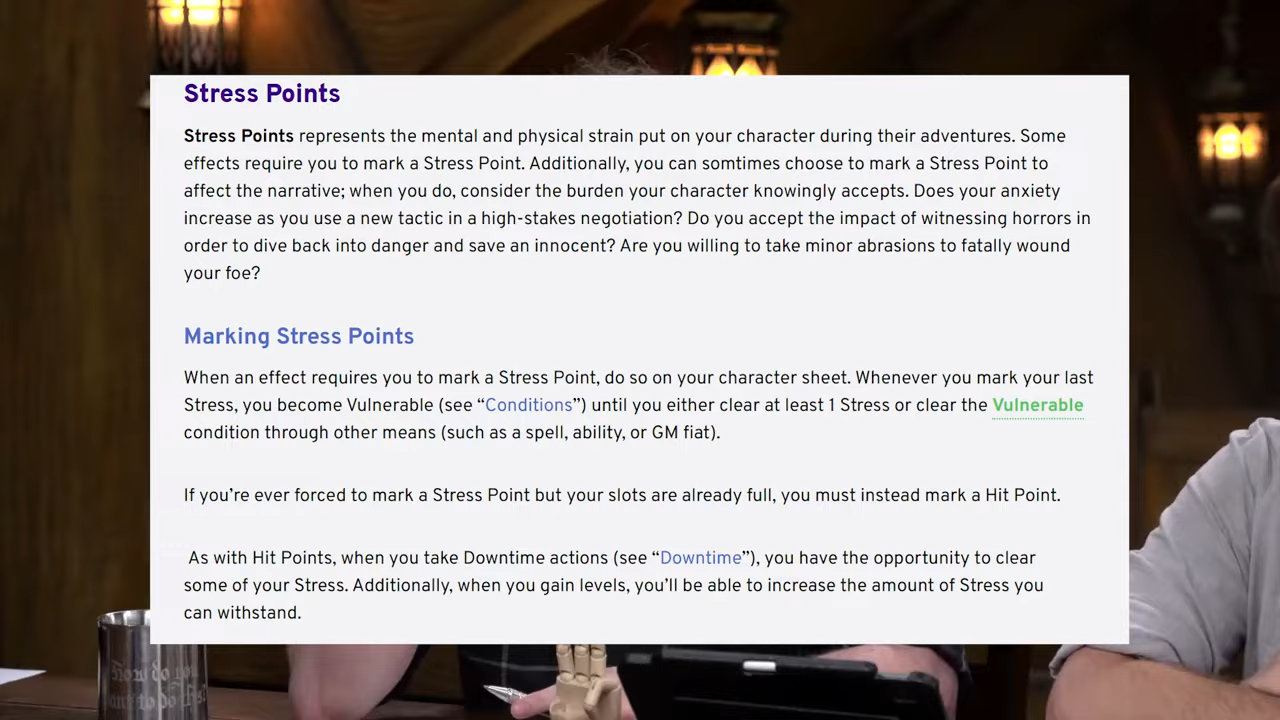 Stress Points
Stress Points represents the mental and physical strain put on your character during their adventures. Some
effects require you to mark a Stress Point. Additionally, you can somtimes choose to mark a Stress Point to
affect the narrative; when you do, consider the burden your character knowingly accepts. Does your anxiety
increase as you use a new tactic in a high-stakes negotiation? Do you accept the impact of witnessing horrors in
order to dive back into danger and save an innocent? Are you willing to take minor abrasions to fatally wound
your foe?
Marking Stress Points
When an effect requires you to mark a Stress Point, do so on your character sheet. Whenever you mark your last
Stress, you become Vulnerable (see “Conditions”) until you either clear at least 1 Stress or clear the Vulnerable
condition through other means (such as a spell, ability, or GM fiat).
If you’re ever forced to mark a Stress Point but your slots are already full, you must instead mark a Hit Point.
As with Hit Points, when you take Downtime actions (see “Downtime”), you have the opportunity to clear
some of your Stress. Additionally, when you gain levels, you’ll be able to increase the amount of Stress you
can withstand.
How do yo
want to do this?